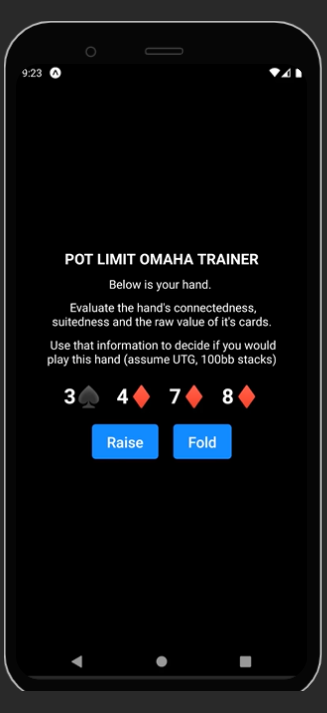 9:23
POT LIMIT OMAHA TRAINER
Below is your hand.
Evaluate the hand's connectedness,
suitedness and the raw value of it's cards.
Use that information to decide if you would
play this hand (assume UTG, 100bb stacks)
3♠ 4♦ 7♦ 8♦
Raise Fold